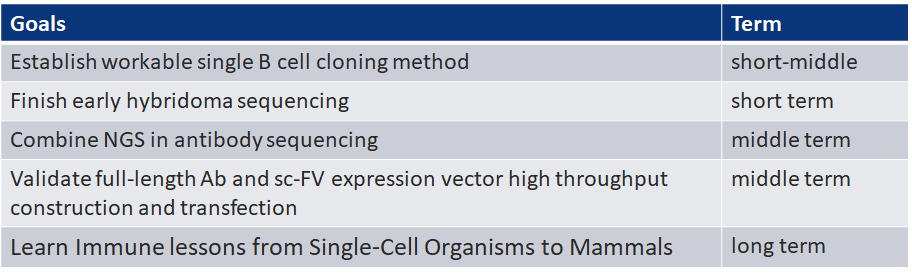 Goals Term
Establish workable single B cell cloning method short-middle
Finish early hybridoma sequencing short term
Combine NGS in antibody sequencing middle term
Validate full-length Ab and sc-FV expression vector high throughput middle term
construction and transfection
Learn Immune lessons from Single-Cell Organisms to Mammals long term